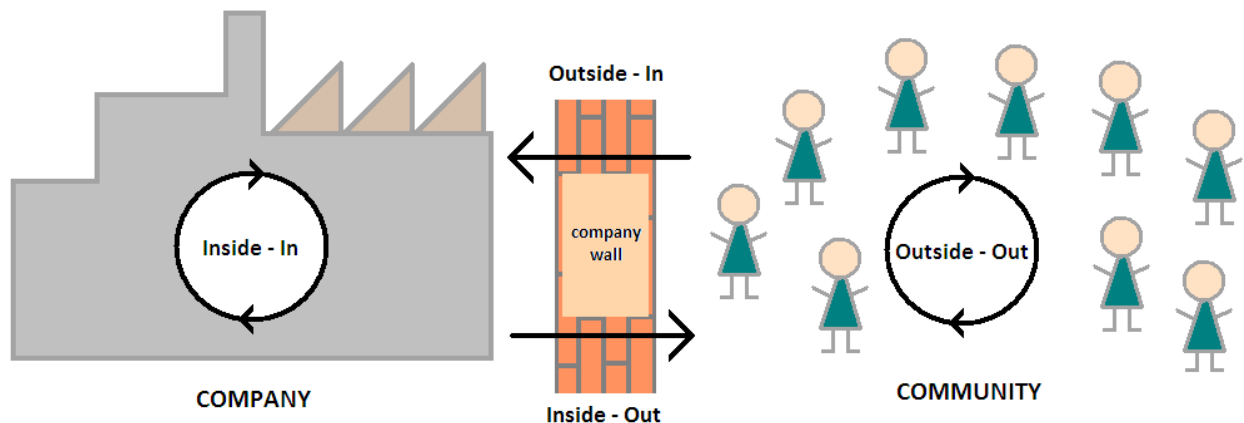 Outside - In
Inside - In
company
wall
Outside - Out
COMPANY
Inside - Out
COMMUNITY